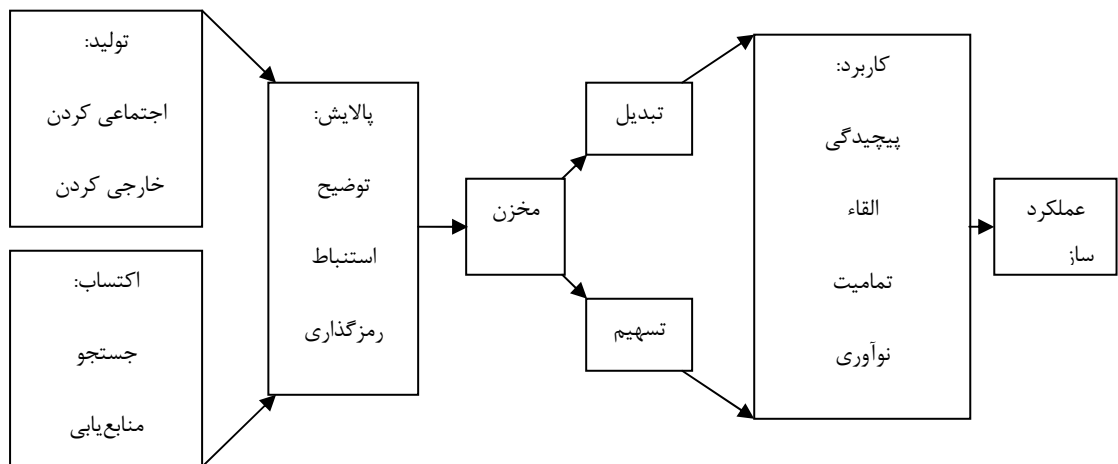 تولید:
اجتماعی کردن
خارجی کردن
اکتساب:
جستجو
منابع‌یابی
پالایش:
توضیح
استنباط
رمزگذاری
مخزن
تبدیل
تسهیم
کاربرد:
پیچیدگی
القاء
تمامیت
نوآوری
عملکرد
ساز